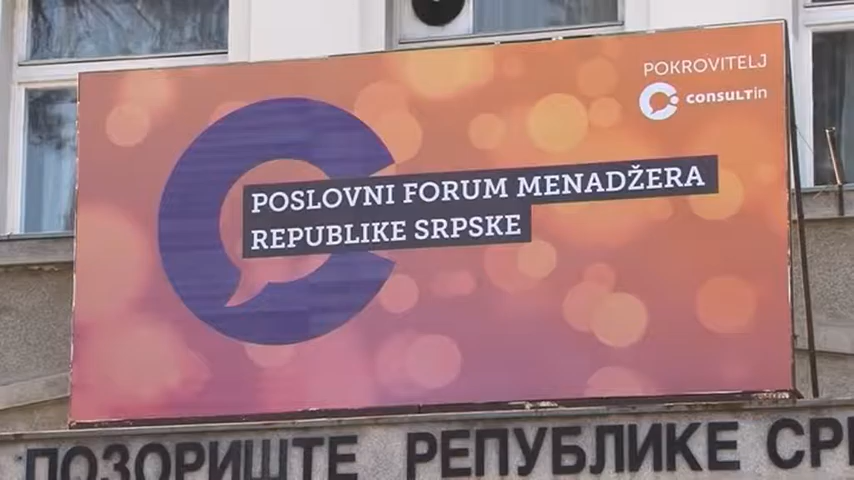 POKROVITELJ
CONSULTin
POSLOVNI FORUM MENADŽERA
REPUBLIKE SRPSKE
ПОЗОРИШТЕ РЕПУБЛИКЕ СР